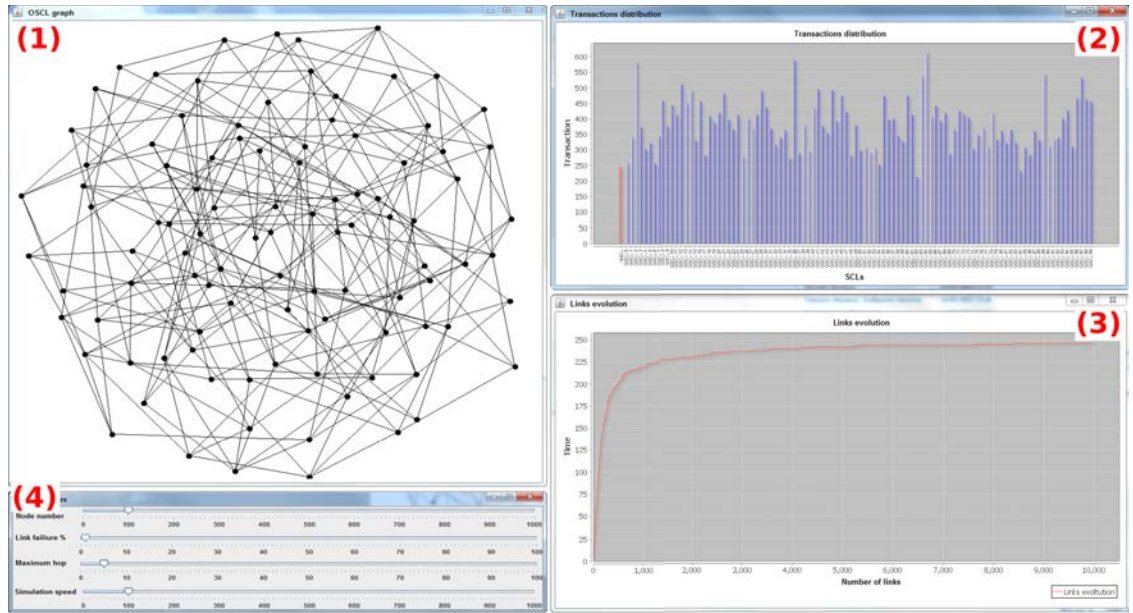 OSCL graph
(1)
Transactions distribution
(2)
Transactions distribution
600
550
500
450
400
350
300
250
200
150
100
50
0
Transaction
SCLs
Links evolution
(3)
Links evolution
250
225
200
175
150
125
100
75
50
25
0
Time
0 1,000 2,000 3,000 4,000 5,000 6,000 7,000 8,000 9,000 10,000
Number of links
Links evoltution
(4)
Node number
0 100 200 300 400 500 600 700 800 900 1000
Link failiure %
0 10 20 30 40 50 60 70 80 90 100
Maximum hop
0 10 20 30 40 50 60 70 80 90 100
Simulation speed
0 100 200 300 400 500 600 700 800 900 1000